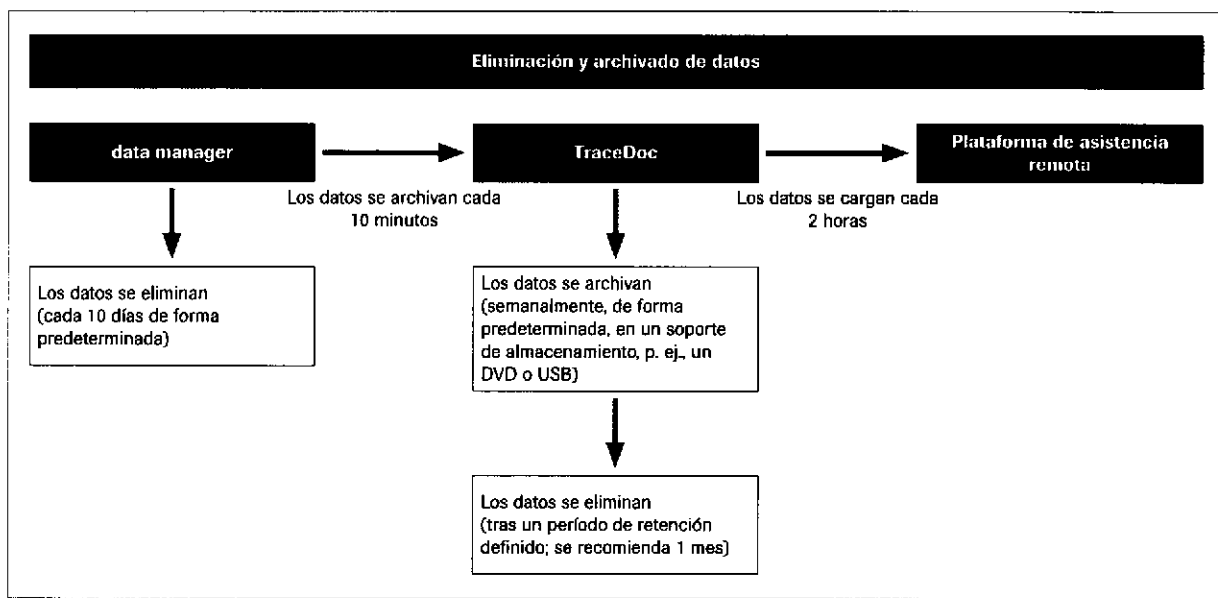 Eliminación y archivado de datos
data manager
TraceDoc
Plataforma de asistencia
remota
Los datos se archivan cada
10 minutos
Los datos se cargan cada
2 horas
Los datos se eliminan
(cada 10 días de forma
predeterminada)
Los datos se archivan
(semanalmente, de forma
predeterminada, en un soporte
de almacenamiento, p. ej., un
DVD o USB)
Los datos se eliminan
(tras un período de retención
definido; se recomienda 1 mes)